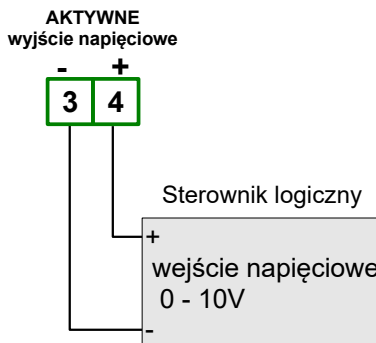 AKTYWNE
wyjście napięciowe
- +
3 4
Sterownik logiczny
+
wejście napięciowe
0 - 10V
-